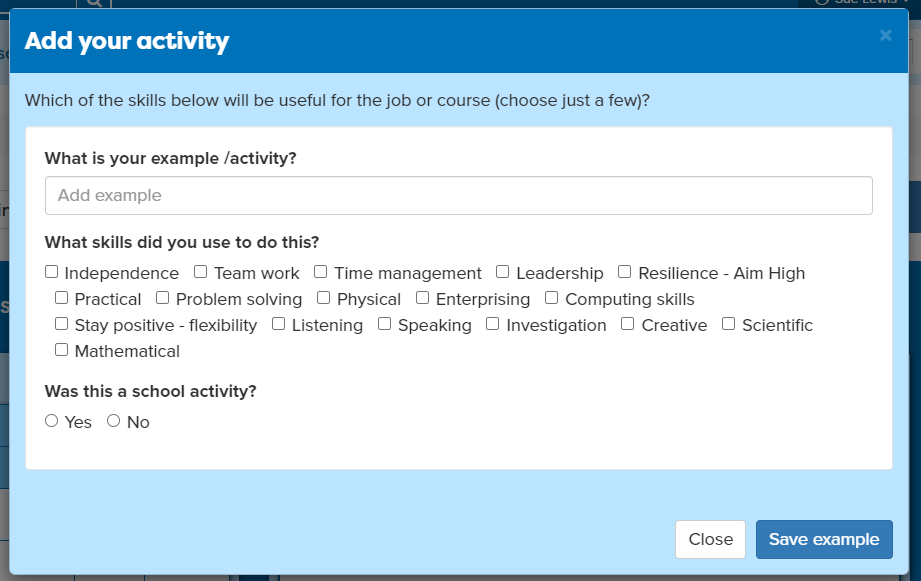 Sue Lewis
Add your activity
×
Which of the skills below will be useful for the job or course (choose just a few)?
What is your example /activity?
Add example
What skills did you use to do this?
Independence Team work Time management Leadership Resilience - Aim High
Practical Problem solving Physical Enterprising Computing skills
Stay positive - flexibility Listening Speaking Investigation Creative Scientific
Mathematical
Was this a school activity?
Yes No
Close Save example